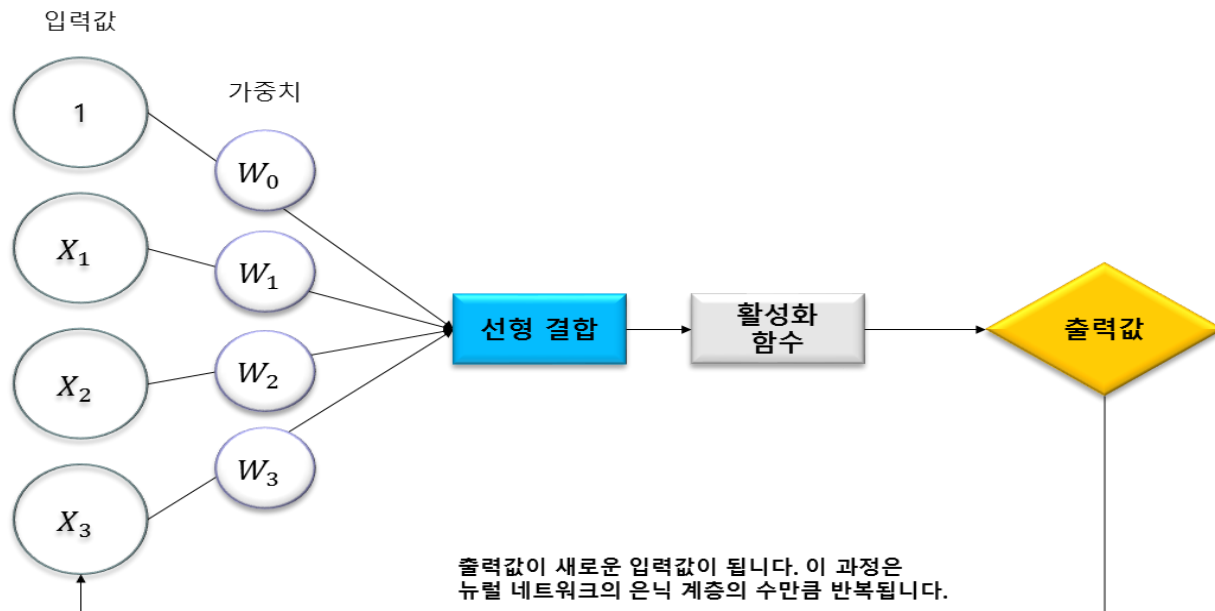 입력값
가중치
1
W₀
X₁
W₁
X₂
W₂
X₃
W₃
선형 결합
활성화
함수
출력값
출력값이 새로운 입력값이 됩니다. 이 과정은
뉴럴 네트워크의 은닉 계층의 수만큼 반복됩니다.